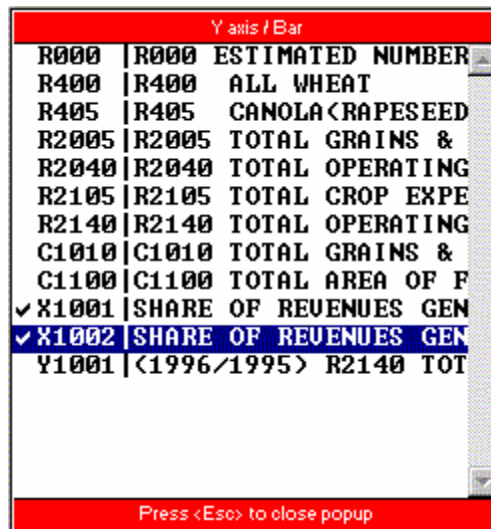 Y axis / Bar
R000 |R000 ESTIMATED NUMBER
R400 |R400 ALL WHEAT
R405 |R405 CANOLA(RAPESEED
R2005|R2005 TOTAL GRAINS &
R2040|R2040 TOTAL OPERATING
R2105|R2105 TOTAL CROP EXPE
R2140|R2140 TOTAL OPERATING
C1010|C1010 TOTAL GRAINS &
C1100|C1100 TOTAL AREA OF F
✓X1001|SHARE OF REVENUES GEN
✓X1002|SHARE OF REVENUES GEN
Y1001|(1996/1995) R2140 TOT
Press <Esc> to close popup